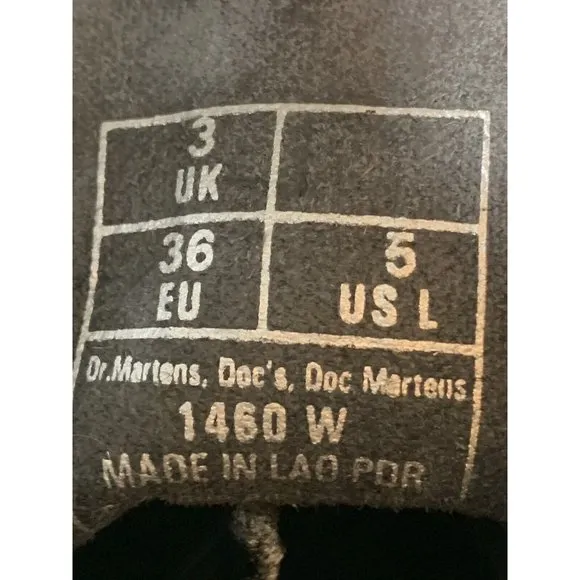 3
UK
36 5
EU US L
Dr.Martens, Doc's, Doc Martens
1460 W
MADE IN LAO PDR